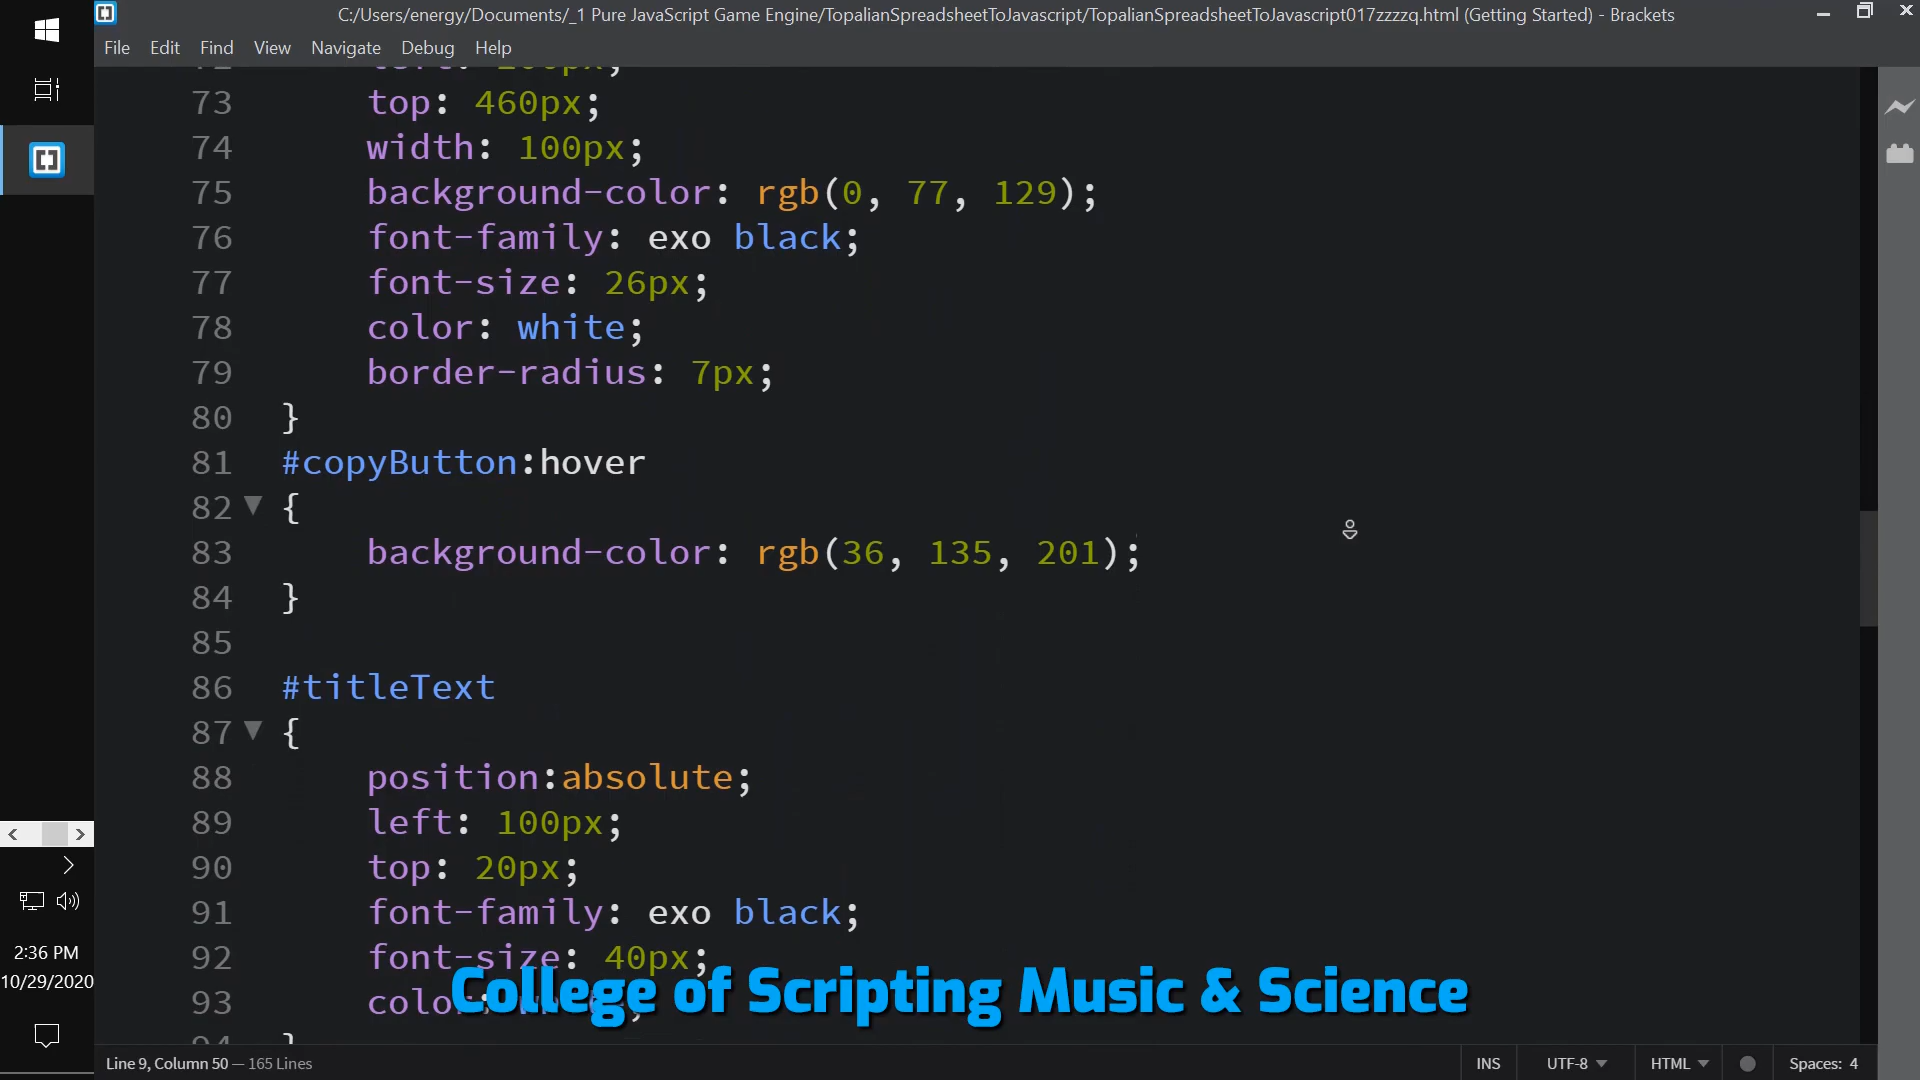 C:/Users/energy/Documents/_1 Pure JavaScript Game Engine/TopalianSpreadsheetToJavascript/TopalianSpreadsheetToJavascript017zzzzq.html (Getting Started) - Brackets
File Edit Find View Navigate Debug Help
73 top: 460px;
74 width: 100px;
75 background-color: rgb(0, 77, 129);
76 font-family: exo black;
77 font-size: 26px;
78 color: white;
79 border-radius: 7px;
80 }
81 #copyButton:hover
82 {
83 background-color: rgb(36, 135, 201);
84 }
85
86 #titleText
87 {
88 position:absolute;
89 left: 100px;
90 top: 20px;
91 font-family: exo black;
92 font-size: 40px;
93
College of Scripting Music & Science
2:36 PM
10/29/2020
Line 9, Column 50 — 165 Lines
INS UTF-8 HTML Spaces: 4